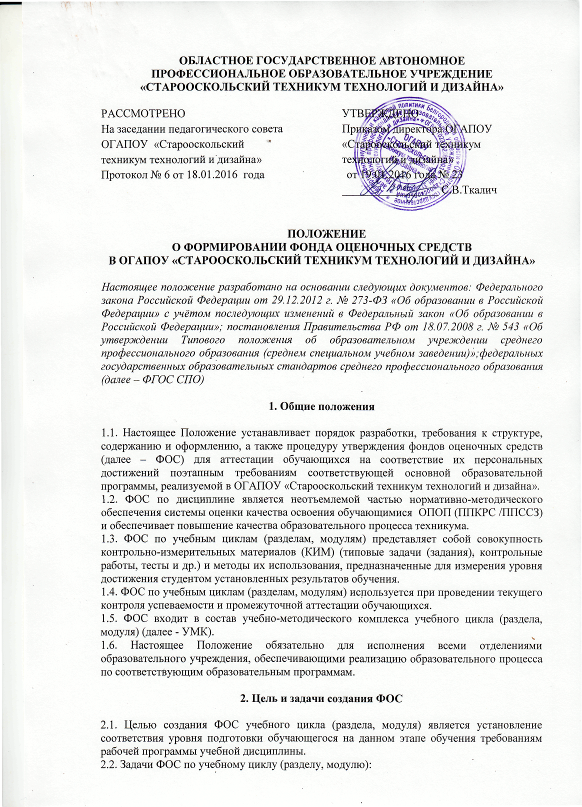 ОБЛАСТНОЕ ГОСУДАРСТВЕННОЕ АВТОНОМНОЕ
ПРОФЕССИОНАЛЬНОЕ ОБРАЗОВАТЕЛЬНОЕ УЧРЕЖДЕНИЕ
«СТАРООСКОЛЬСКИЙ ТЕХНИКУМ ТЕХНОЛОГИЙ И ДИЗАЙНА»
РАССМОТРЕНО
На заседании педагогического совета
ОГАПОУ «Старооскольский
техникум технологий и дизайна»
Протокол № 6 от 18.01.2016 года
УТВЕРЖДЕНО
Приказом директора ОГАПОУ
«Старооскольский техникум
технологий и дизайна»
от 19.01.2016 года № 23
С.В.Ткалич
ПОЛОЖЕНИЕ
О ФОРМИРОВАНИИ ФОНДА ОЦЕНОЧНЫХ СРЕДСТВ
В ОГАПОУ «СТАРООСКОЛЬСКИЙ ТЕХНИКУМ ТЕХНОЛОГИЙ И ДИЗАЙНА»
Настоящее положение разработано на основании следующих документов: Федерального
закона Российской Федерации от 29.12.2012 г. № 273-ФЗ «Об образовании в Российской
Федерации» с учётом последующих изменений в Федеральный закон «Об образовании в
Российской Федерации»; постановления Правительства РФ от 18.07.2008 г. № 543 «Об
утверждении Типового положения об образовательном учреждении среднего
профессионального образования (среднем специальном учебном заведении)»;федеральных
государственных образовательных стандартов среднего профессионального образования
(далее – ФГОС СПО)
1. Общие положения
1.1. Настоящее Положение устанавливает порядок разработки, требования к структуре,
содержанию и оформлению, а также процедуру утверждения фондов оценочных средств
(далее – ФОС) для аттестации обучающихся на соответствие их персональных
достижений поэтапным требованиям соответствующей основной образовательной
программы, реализуемой в ОГАПОУ «Старооскольский техникум технологий и дизайна».
1.2. ФОС по дисциплине является неотъемлемой частью нормативно-методического
обеспечения системы оценки качества освоения обучающимися ОПОП (ППКРС /ППССЗ)
и обеспечивает повышение качества образовательного процесса техникума.
1.3. ФОС по учебным циклам (разделам, модулям) представляет собой совокупность
контрольно-измерительных материалов (КИМ) (типовые задачи (задания), контрольные
работы, тесты и др.) и методы их использования, предназначенные для измерения уровня
достижения студентом установленных результатов обучения.
1.4. ФОС по учебным циклам (разделам, модулям) используется при проведении текущего
контроля успеваемости и промежуточной аттестации обучающихся.
1.5. ФОС входит в состав учебно-методического комплекса учебного цикла (раздела,
модуля) (далее - УМК).
1.6. Настоящее Положение обязательно для исполнения всеми отделениями
образовательного учреждения, обеспечивающими реализацию образовательного процесса
по соответствующим образовательным программам.
2. Цель и задачи создания ФОС
2.1. Целью создания ФОС учебного цикла (раздела, модуля) является установление
соответствия уровня подготовки обучающегося на данном этапе обучения требованиям
рабочей программы учебной дисциплины.
2.2. Задачи ФОС по учебному циклу (разделу, модулю):